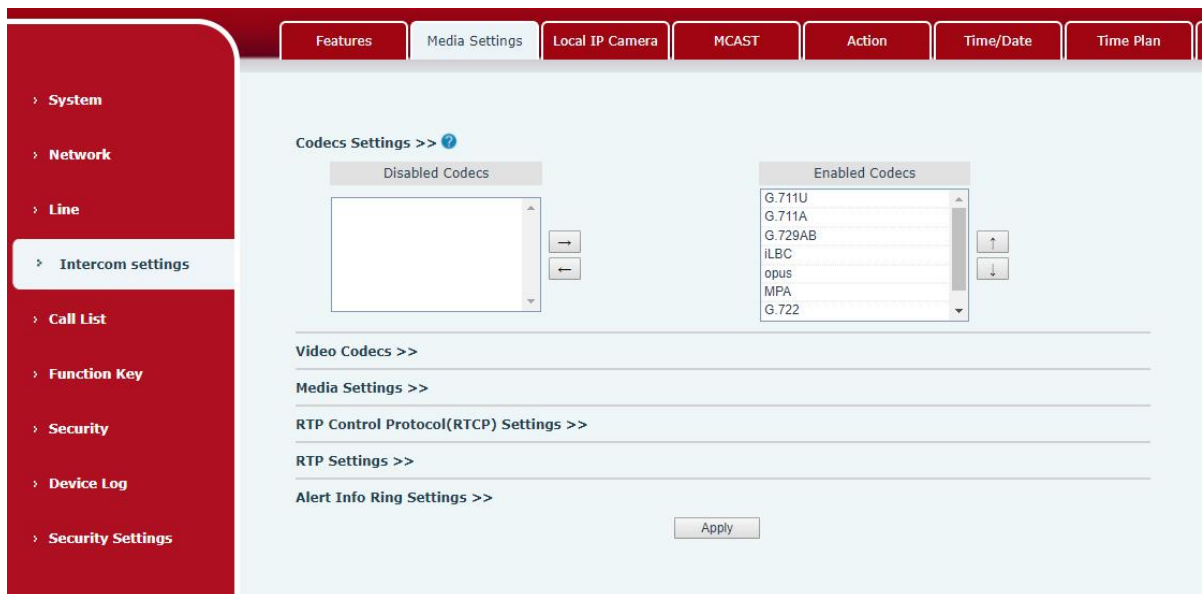 Features
Media Settings
Local IP Camera
MCAST
Action
Time/Date
Time Plan
› System
› Network
› Line
› Intercom settings
› Call List
› Function Key
› Security
› Device Log
› Security Settings
Codecs Settings >> ?
Disabled Codecs
→
←
Enabled Codecs
G.711U
G.711A
G.729AB
iLBC
opus
MPA
G.722
↑
↓
Video Codecs >>
Media Settings >>
RTP Control Protocol(RTCP) Settings >>
RTP Settings >>
Alert Info Ring Settings >>
Apply